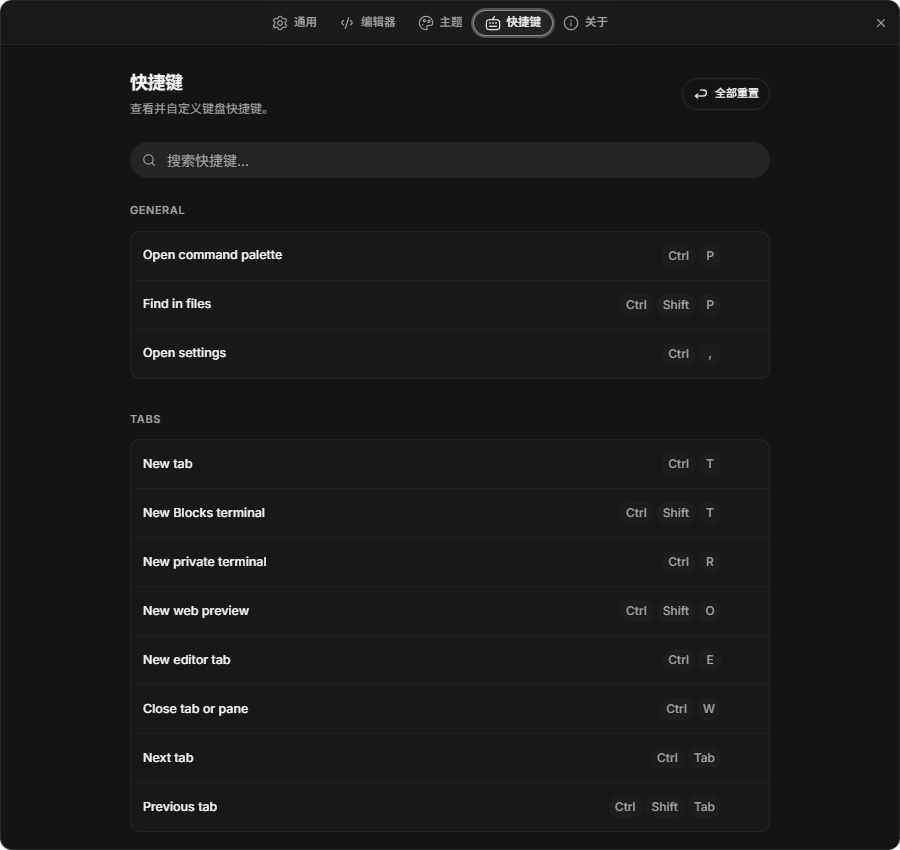 通用 编辑器 主题 快捷键 关于
快捷键
查看并自定义键盘快捷键。
全部重置
搜索快捷键...
GENERAL
Open command palette Ctrl P
Find in files Ctrl Shift P
Open settings Ctrl ,
TABS
New tab Ctrl T
New Blocks terminal Ctrl Shift T
New private terminal Ctrl R
New web preview Ctrl Shift O
New editor tab Ctrl E
Close tab or pane Ctrl W
Next tab Ctrl Tab
Previous tab Ctrl Shift Tab